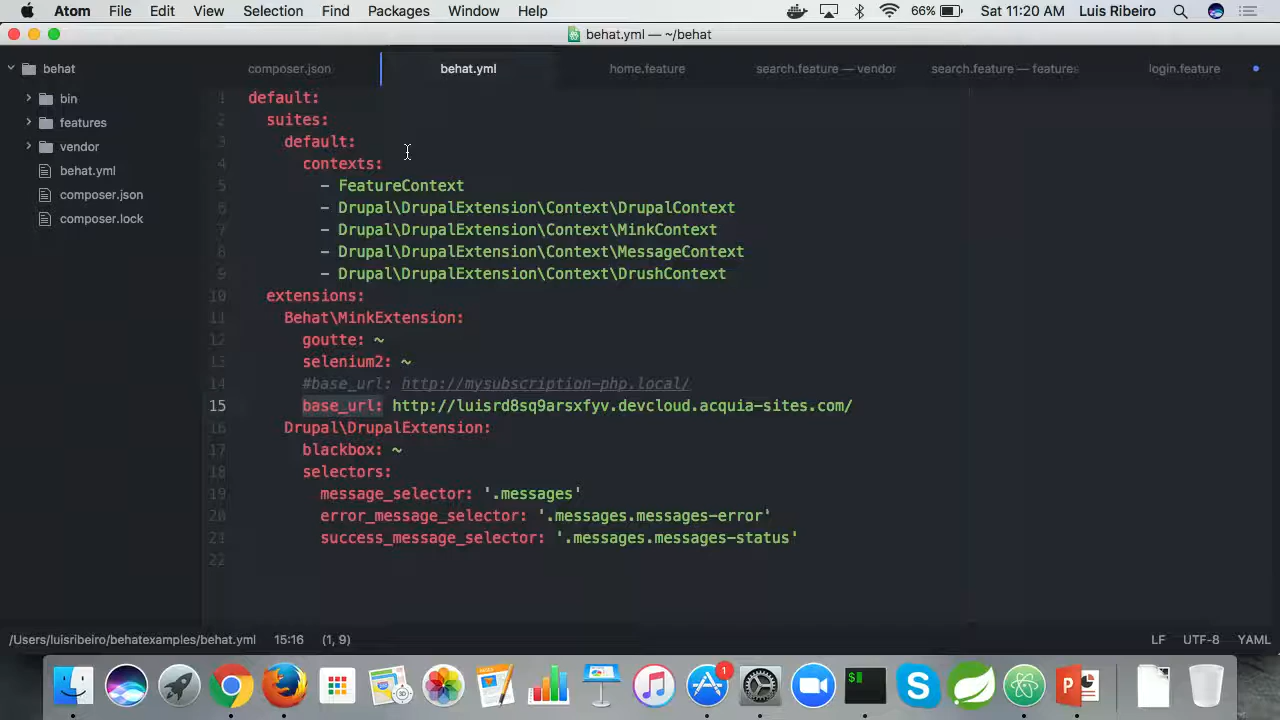 Atom File Edit View Selection Find Packages Window Help 66% Sat 11:20 AM Luis Ribeiro
behat.yml — ~/behat
behat composer.json behat.yml home.feature search.feature — vendor search.feature — features login.feature
bin
features
vendor
behat.yml
composer.json
composer.lock
1 default:
2 suites:
3 default:
4 contexts:
5 - FeatureContext
6 - Drupal\DrupalExtension\Context\DrupalContext
7 - Drupal\DrupalExtension\Context\MinkContext
8 - Drupal\DrupalExtension\Context\MessageContext
9 - Drupal\DrupalExtension\Context\DrushContext
10 extensions:
11 Behat\MinkExtension:
12 goutte: ~
13 selenium2: ~
14 #base_url: http://mysubscription-php.local/
15 base_url: http://luisrd8sq9arsxfyv.devcloud.acquia-sites.com/
16 Drupal\DrupalExtension:
17 blackbox: ~
18 selectors:
19 message_selector: '.messages'
20 error_message_selector: '.messages.messages-error'
21 success_message_selector: '.messages.messages-status'
22
/Users/luisribeiro/behatexamples/behat.yml 15:16 (1, 9) LF UTF-8 YAML
1